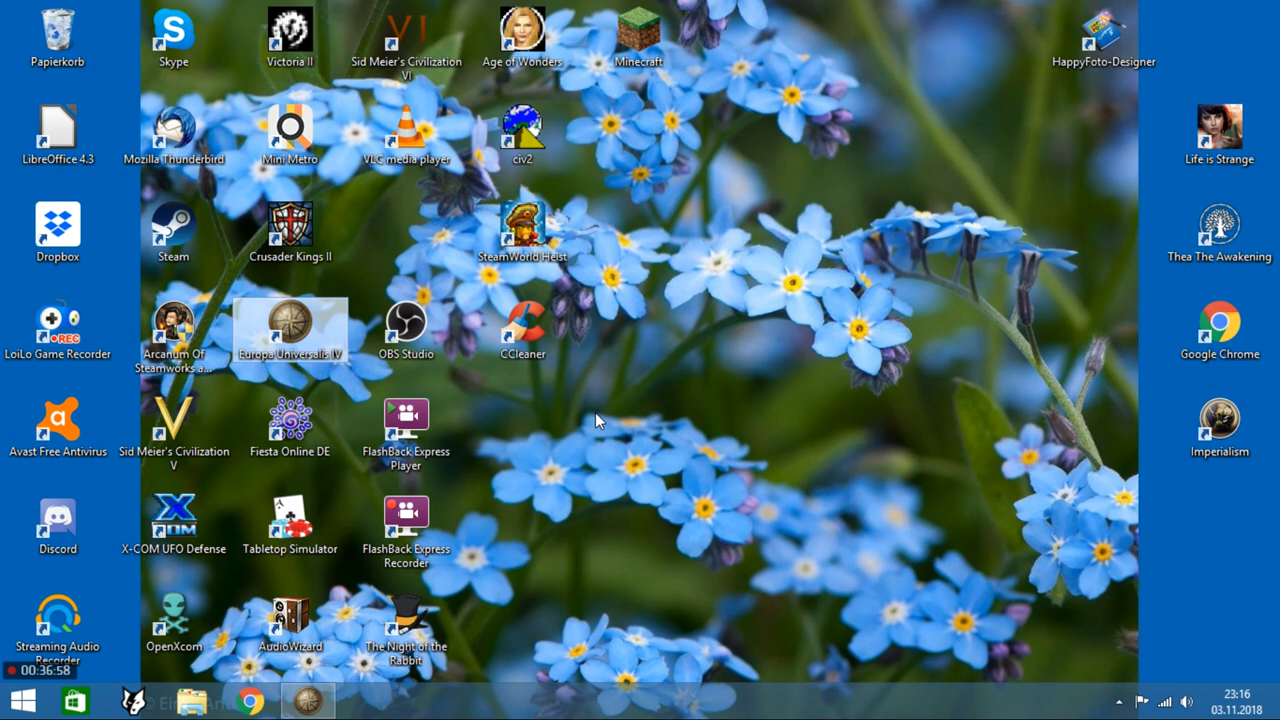 Papierkorb
Skype
Victoria II
Sid Meier's Civilization
VI
Age of Wonders
Minecraft
HappyFoto-Designer
LibreOffice 4.3
Mozilla Thunderbird
Mini Metro
VLC media player
civ2
Life is Strange
Dropbox
Steam
Crusader Kings II
SteamWorld Heist
Thea The Awakening
REC
LoiLo Game Recorder
Arcanum Of
Steamworks a...
Europa Universalis IV
OBS Studio
CCleaner
Google Chrome
Avast Free Antivirus
Sid Meier's Civilization
V
Fiesta Online DE
FlashBack Express
Player
Imperialism
Discord
X-COM UFO Defense
Tabletop Simulator
FlashBack Express
Recorder
Streaming Audio
Recorder
OpenXcom
AudioWizard
The Night of the
Rabbit
00:36:58
23:16
03.11.2018